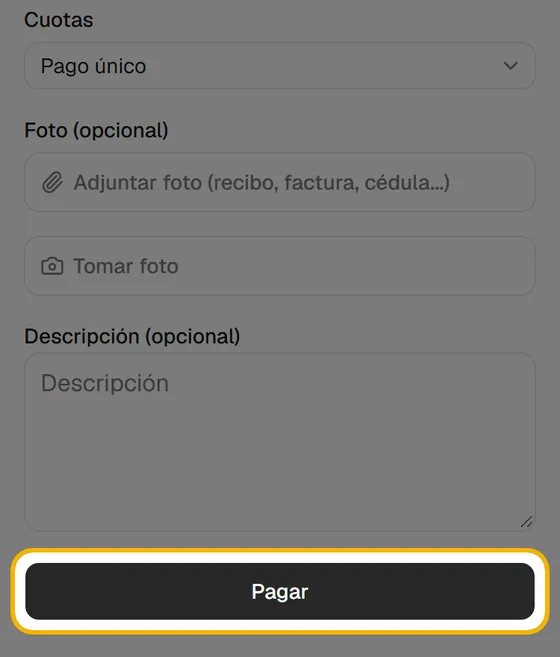 Cuotas
Pago único
Foto (opcional)
Adjuntar foto (recibo, factura, cédula...)
Tomar foto
Descripción (opcional)
Descripción
Pagar